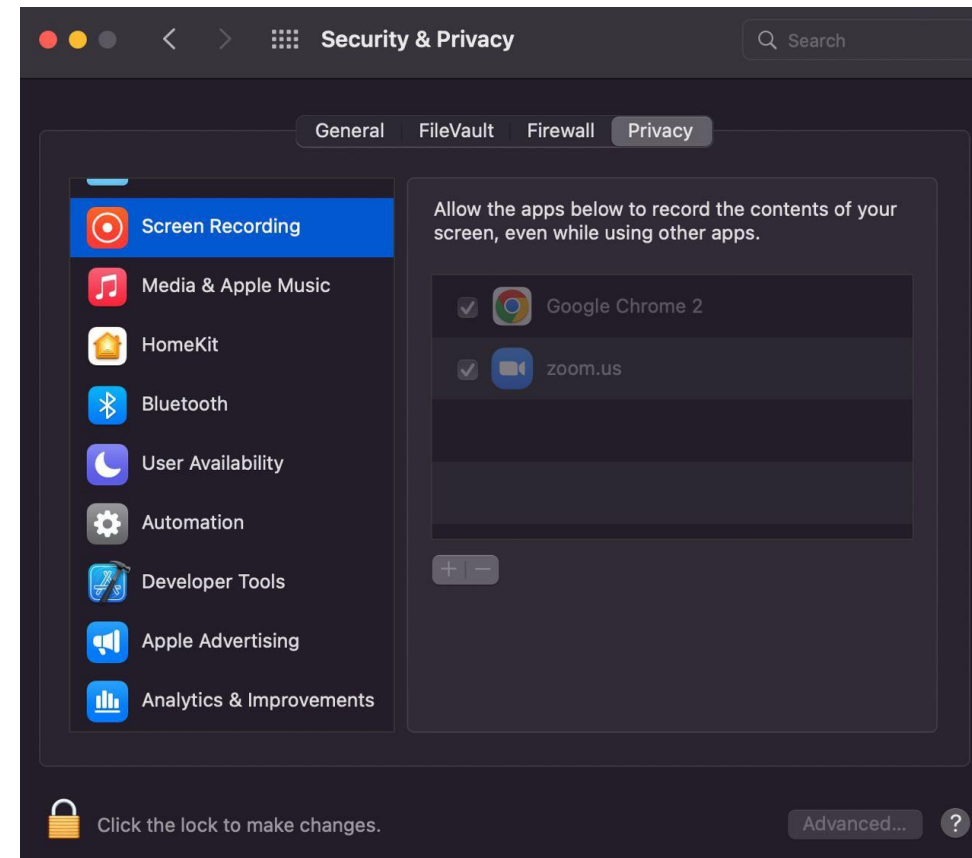 Security & Privacy
Search
General
FileVault
Firewall
Privacy
Screen Recording
Media & Apple Music
HomeKit
Bluetooth
User Availability
Automation
Developer Tools
Apple Advertising
Analytics & Improvements
Allow the apps below to record the contents of your
screen, even while using other apps.
Google Chrome 2
zoom.us
Click the lock to make changes.
Advanced...
?